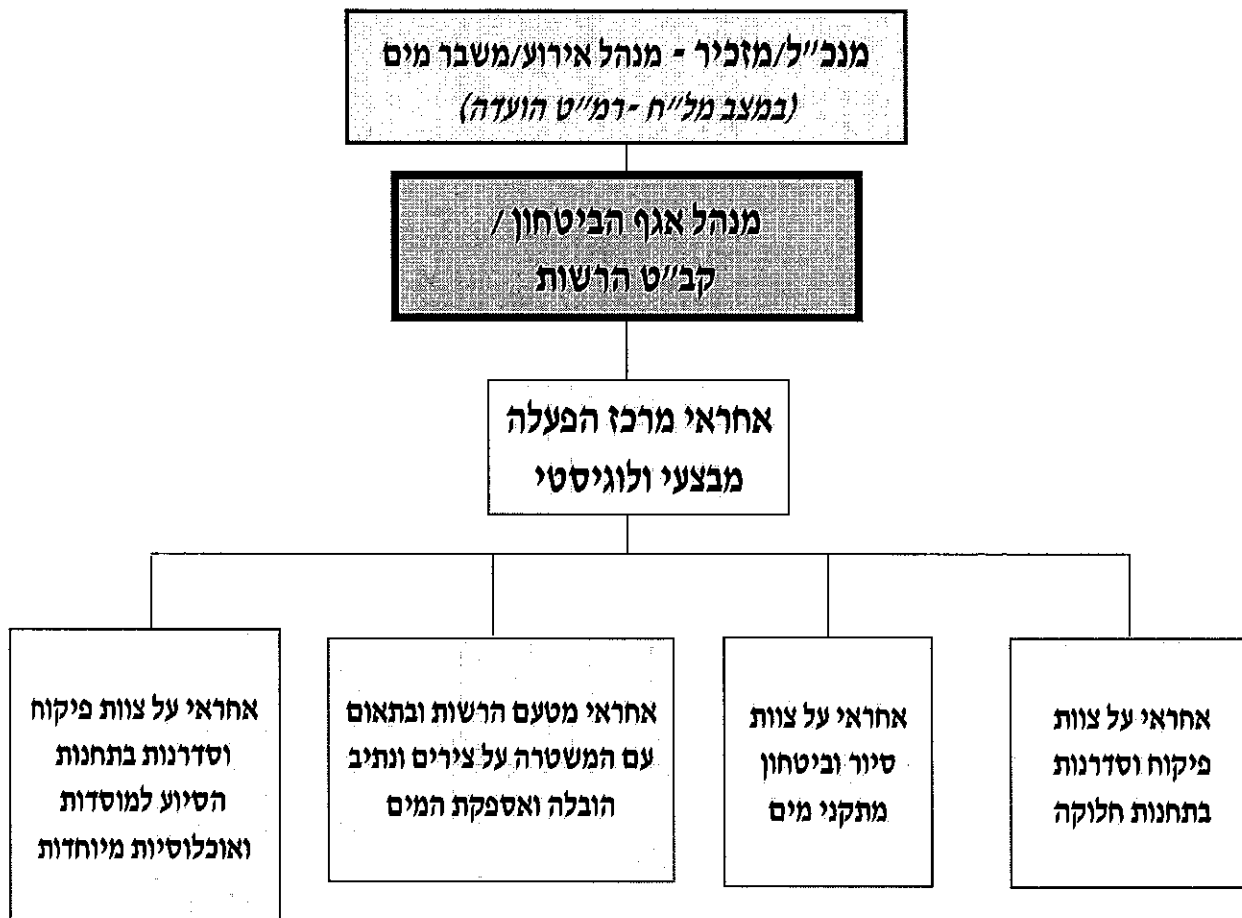 מנכ"ל/מזכיר - מנהל אירוע/משבר מים
(במצב מל"ח -רמ"ט הועדה)
מנהל אגף הביטחון /
קב"ט הרשות
אחראי מרכז הפעלה
מבצעי ולוגיסטי
אחראי על צוות
פיקוח וסדרנות
בתחנות חלוקה
אחראי על צוות
סיור וביטחון
מתקני מים
אחראי מטעם הרשות ובתאום
עם המשטרה על צירים ונתיב
הובלה ואספקת המים
אחראי על צוות פיקוח
וסדרנות בתחנות
הסיוע למוסדות
ואוכלוסיות מיוחדות